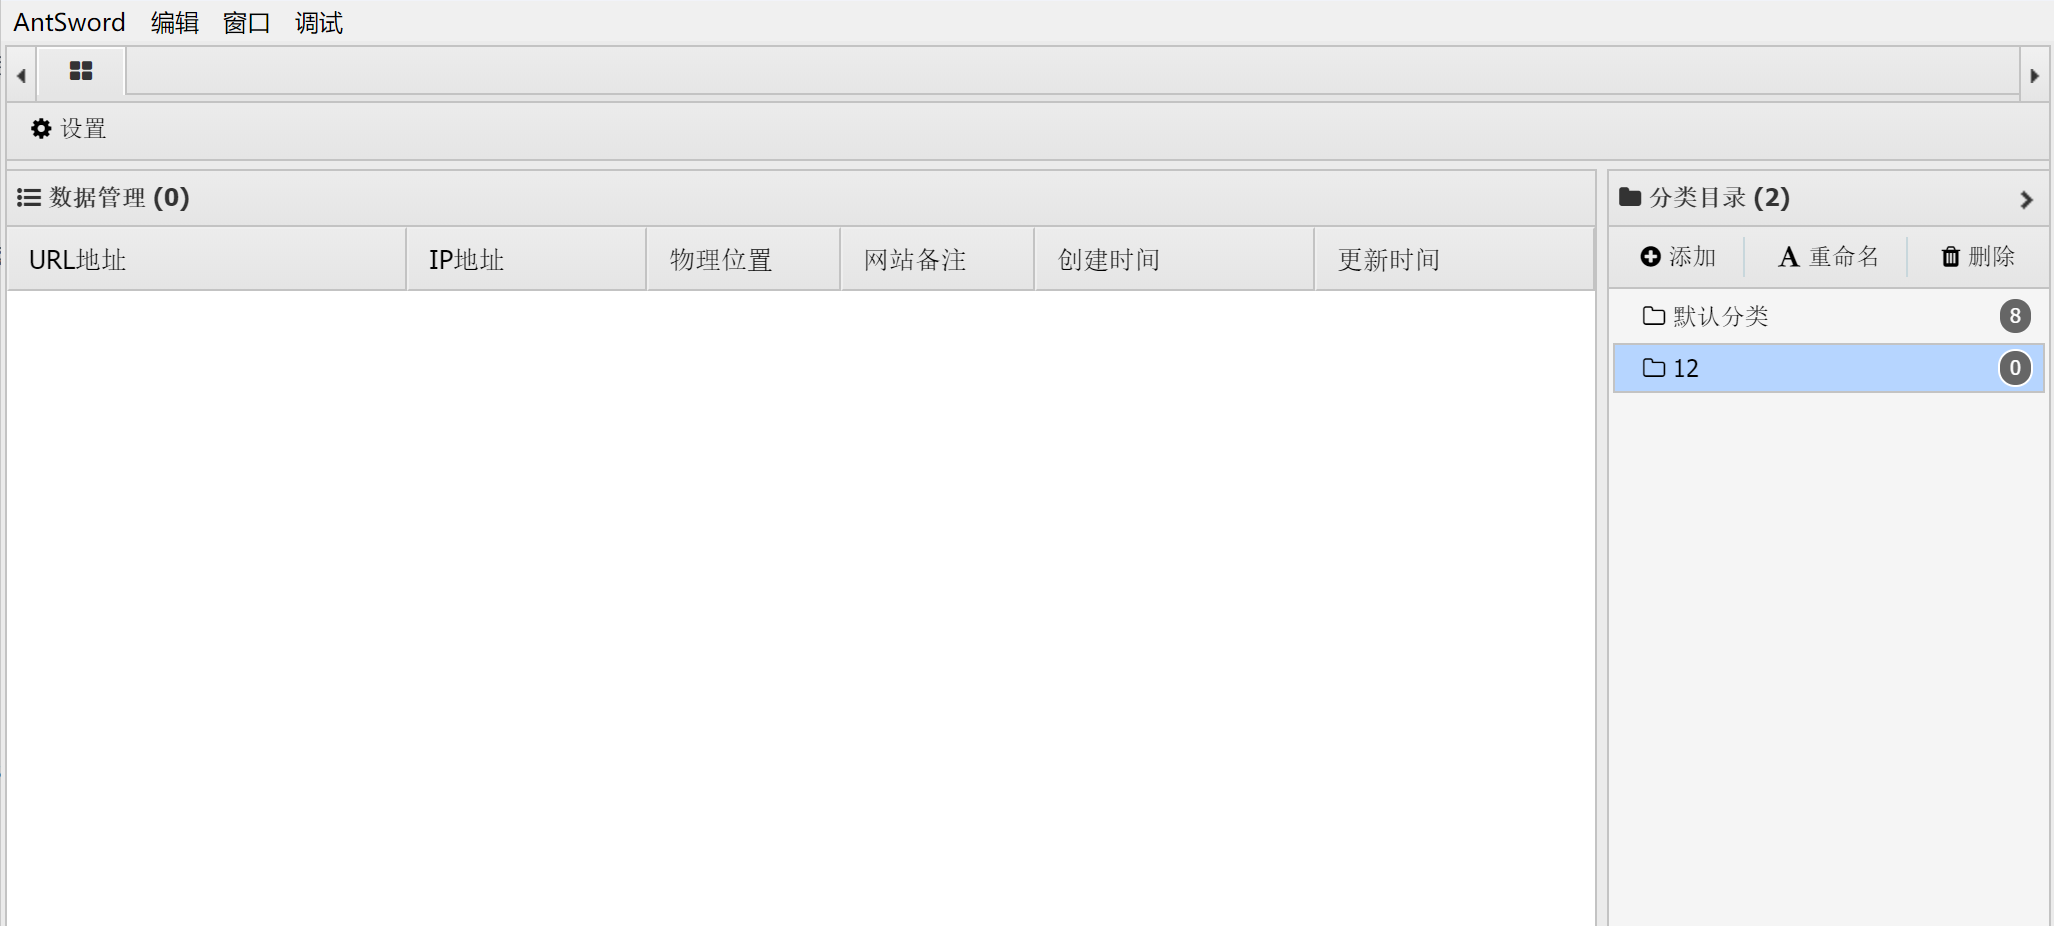 AntSword 编辑 窗口 调试
设置
数据管理 (0)
URL地址 IP地址 物理位置 网站备注 创建时间 更新时间
分类目录 (2)
添加 重命名 删除
默认分类 8
12 0